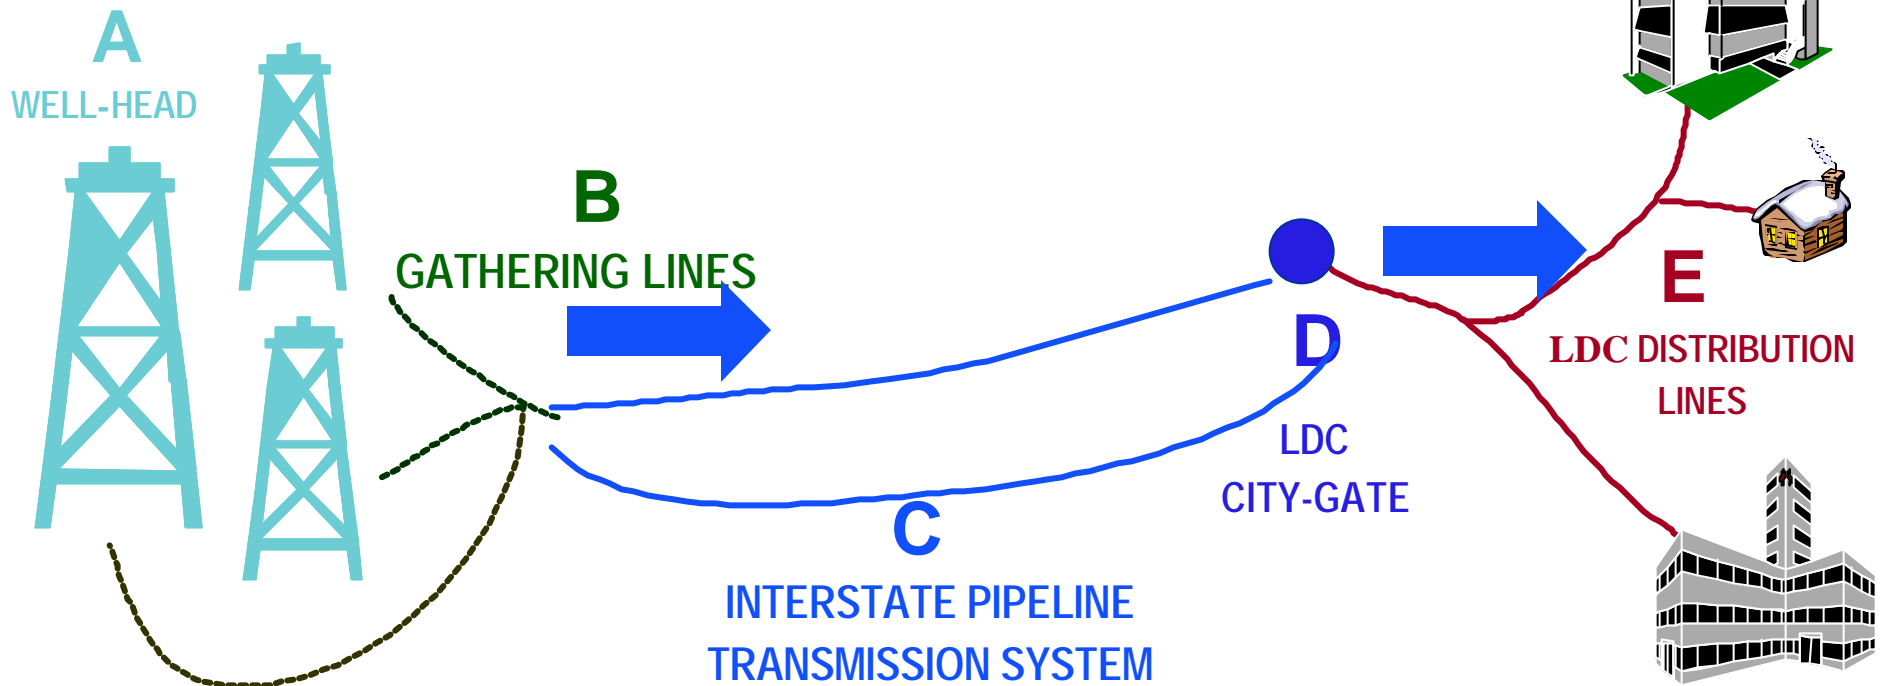 A
WELL-HEAD
B
GATHERING LINES
C
INTERSTATE PIPELINE
TRANSMISSION SYSTEM
D
LDC
CITY-GATE
E
LDC DISTRIBUTION
LINES